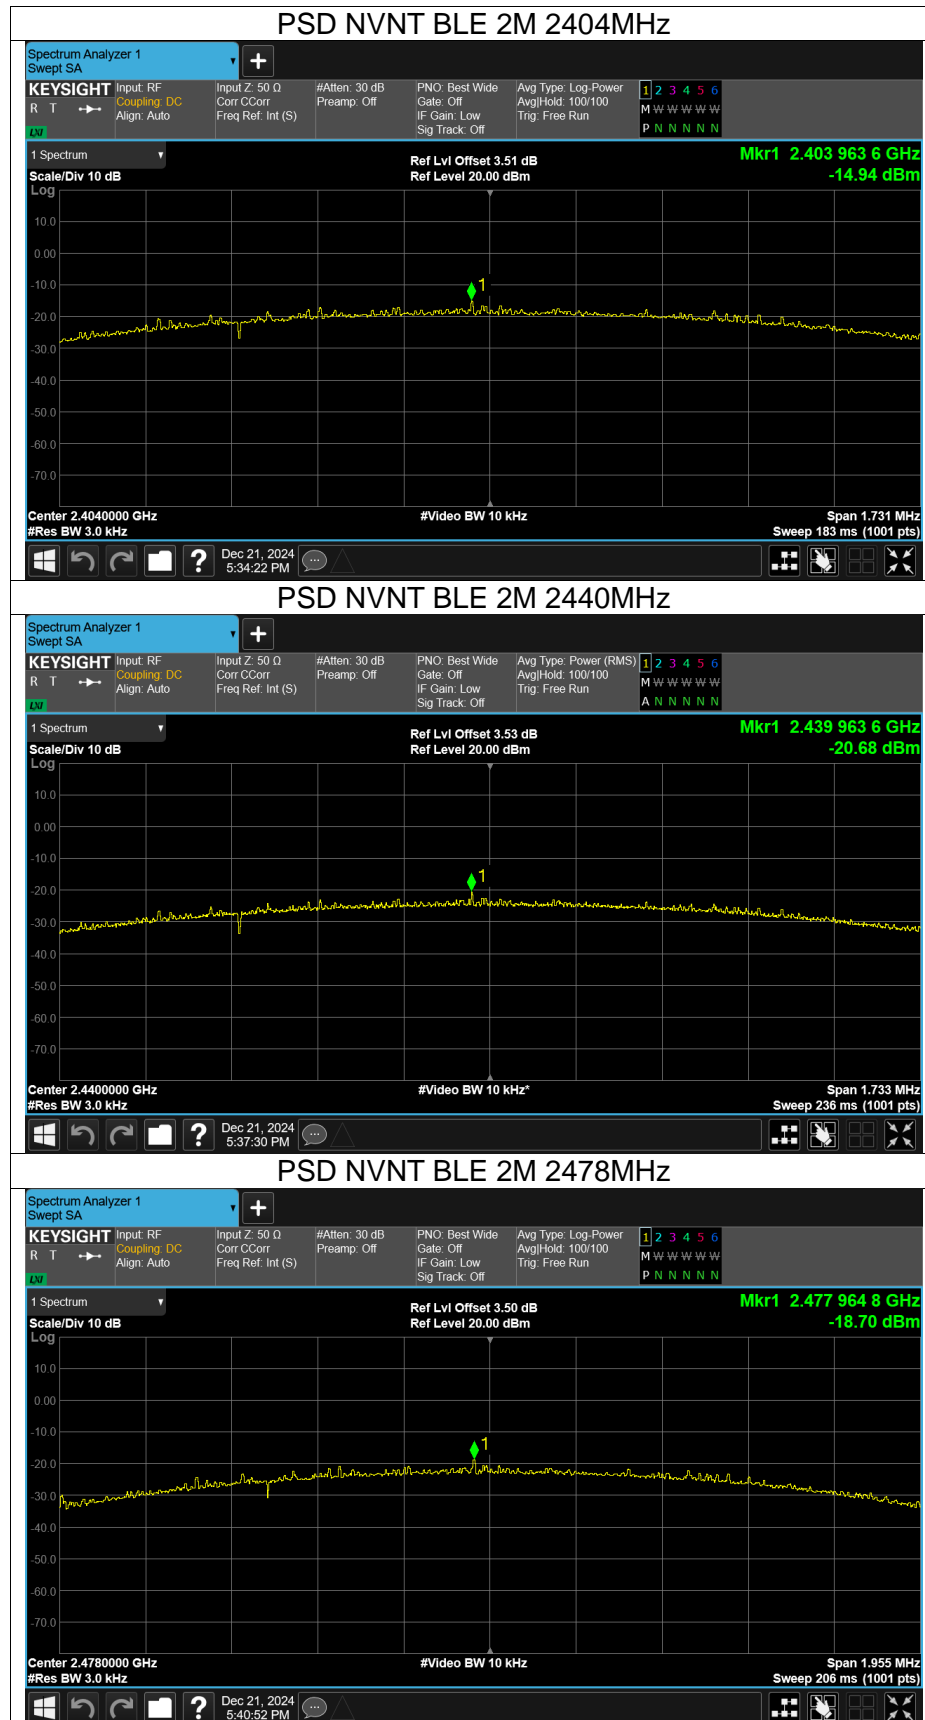 PSD NVNT BLE 2M 2404MHz
Spectrum Analyzer 1
Swept SA
+
KEYSIGHT
R T
LXI
Input: RF
Coupling: DC
Align: Auto
Input Z: 50 Ω
Corr CCorr
Freq Ref: Int (S)
#Atten: 30 dB
Preamp: Off
PNO: Best Wide
Gate: Off
IF Gain: Low
Sig Track: Off
Avg Type: Log-Power
Avg|Hold: 100/100
Trig: Free Run
1 2 3 4 5 6
M W W W W W
P N N N N N
1 Spectrum
Scale/Div 10 dB
Log
Ref Lvl Offset 3.51 dB
Ref Level 20.00 dBm
Mkr1 2.403 963 6 GHz
-14.94 dBm
10.0
0.00
-10.0
-20.0
-30.0
-40.0
-50.0
-60.0
-70.0
1
Center 2.4040000 GHz
#Res BW 3.0 kHz
#Video BW 10 kHz
Span 1.731 MHz
Sweep 183 ms (1001 pts)
?
Dec 21, 2024
5:34:22 PM
PSD NVNT BLE 2M 2440MHz
Spectrum Analyzer 1
Swept SA
+
KEYSIGHT
R T
LXI
Input: RF
Coupling: DC
Align: Auto
Input Z: 50 Ω
Corr CCorr
Freq Ref: Int (S)
#Atten: 30 dB
Preamp: Off
PNO: Best Wide
Gate: Off
IF Gain: Low
Sig Track: Off
Avg Type: Power (RMS)
Avg|Hold: 100/100
Trig: Free Run
1 2 3 4 5 6
M W W W W W
A N N N N N
1 Spectrum
Scale/Div 10 dB
Log
Ref Lvl Offset 3.53 dB
Ref Level 20.00 dBm
Mkr1 2.439 963 6 GHz
-20.68 dBm
10.0
0.00
-10.0
-20.0
-30.0
-40.0
-50.0
-60.0
-70.0
1
Center 2.4400000 GHz
#Res BW 3.0 kHz
#Video BW 10 kHz*
Span 1.733 MHz
Sweep 236 ms (1001 pts)
?
Dec 21, 2024
5:37:30 PM
PSD NVNT BLE 2M 2478MHz
Spectrum Analyzer 1
Swept SA
+
KEYSIGHT
R T
LXI
Input: RF
Coupling: DC
Align: Auto
Input Z: 50 Ω
Corr CCorr
Freq Ref: Int (S)
#Atten: 30 dB
Preamp: Off
PNO: Best Wide
Gate: Off
IF Gain: Low
Sig Track: Off
Avg Type: Log-Power
Avg|Hold: 100/100
Trig: Free Run
1 2 3 4 5 6
M W W W W W
P N N N N N
1 Spectrum
Scale/Div 10 dB
Log
Ref Lvl Offset 3.50 dB
Ref Level 20.00 dBm
Mkr1 2.477 964 8 GHz
-18.70 dBm
10.0
0.00
-10.0
-20.0
-30.0
-40.0
-50.0
-60.0
-70.0
1
Center 2.4780000 GHz
#Res BW 3.0 kHz
#Video BW 10 kHz
Span 1.955 MHz
Sweep 206 ms (1001 pts)
?
Dec 21, 2024
5:40:52 PM